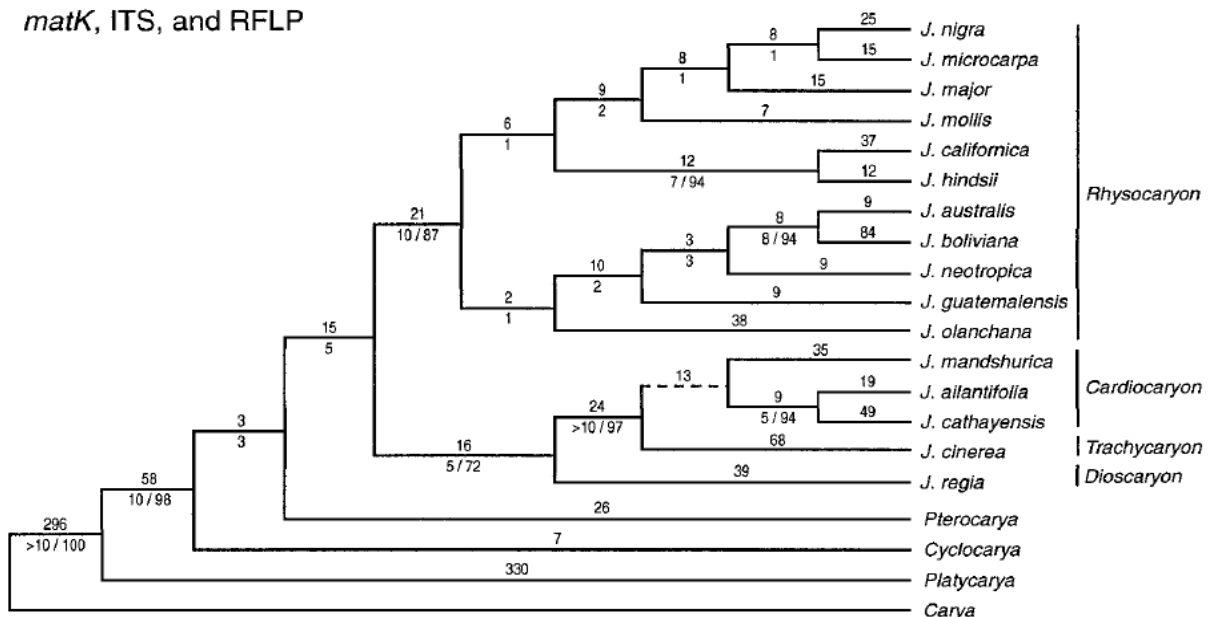 matK, ITS, and RFLP
25
J. nigra
8
1
15
J. microcarpa
8
1
15
J. major
9
2
7
J. mollis
6
1
37
J. californica
12
7 / 94
12
J. hindsii
Rhysocaryon
21
10 / 87
9
J. australis
8
8 / 94
84
J. boliviana
3
3
9
J. neotropica
10
2
9
J. guatemalensis
2
1
38
J. olanchana
15
5
35
J. mandshurica
13
19
J. ailantifolia
Cardiocaryon
9
5 / 94
49
J. cathayensis
24
>10 / 97
68
J. cinerea
Trachycaryon
16
5 / 72
39
J. regia
Dioscaryon
3
3
26
Pterocarya
58
10 / 98
7
Cyclocarya
296
>10 / 100
330
Platycarya
Carva